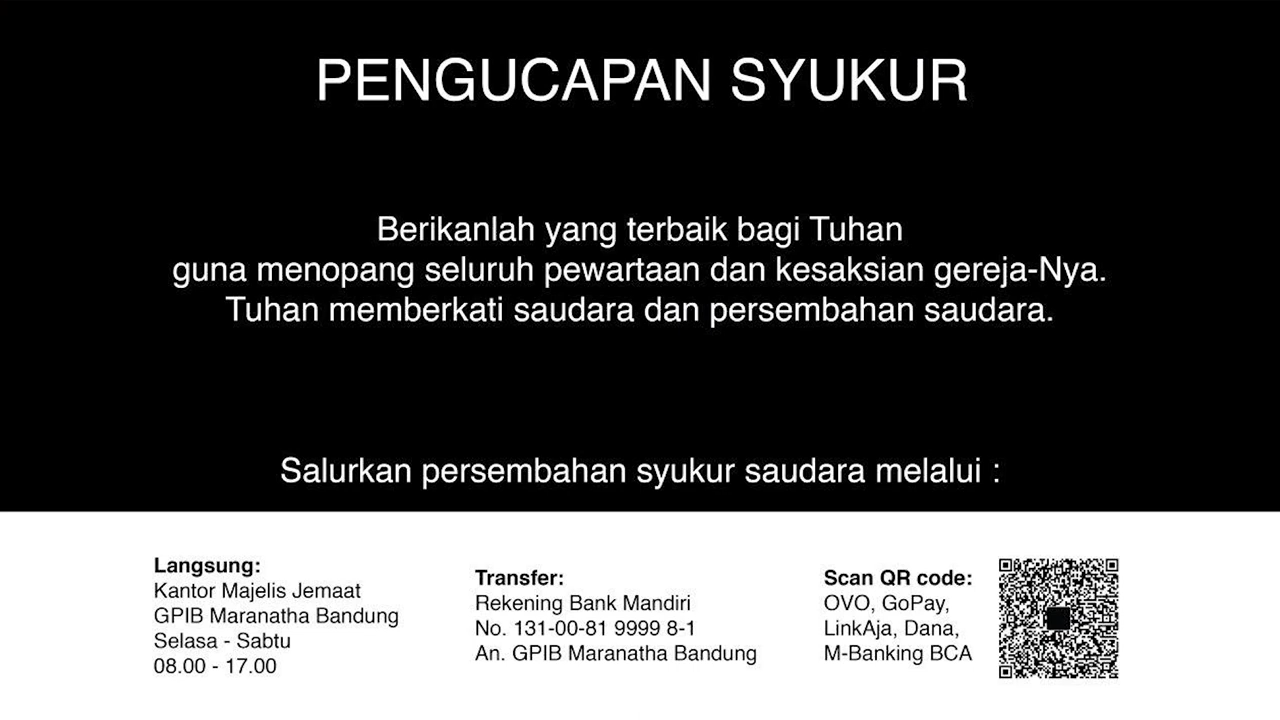 PENGUCAPAN SYUKUR
Berikanlah yang terbaik bagi Tuhan
guna menopang seluruh pewartaan dan kesaksian gereja-Nya.
Tuhan memberkati saudara dan persembahan saudara.
Salurkan persembahan syukur saudara melalui :
Langsung:
Kantor Majelis Jemaat
GPIB Maranatha Bandung
Selasa - Sabtu
08.00 - 17.00
Transfer:
Rekening Bank Mandiri
No. 131-00-81 9999 8-1
An. GPIB Maranatha Bandung
Scan QR code:
OVO, GoPay,
LinkAja, Dana,
M-Banking BCA